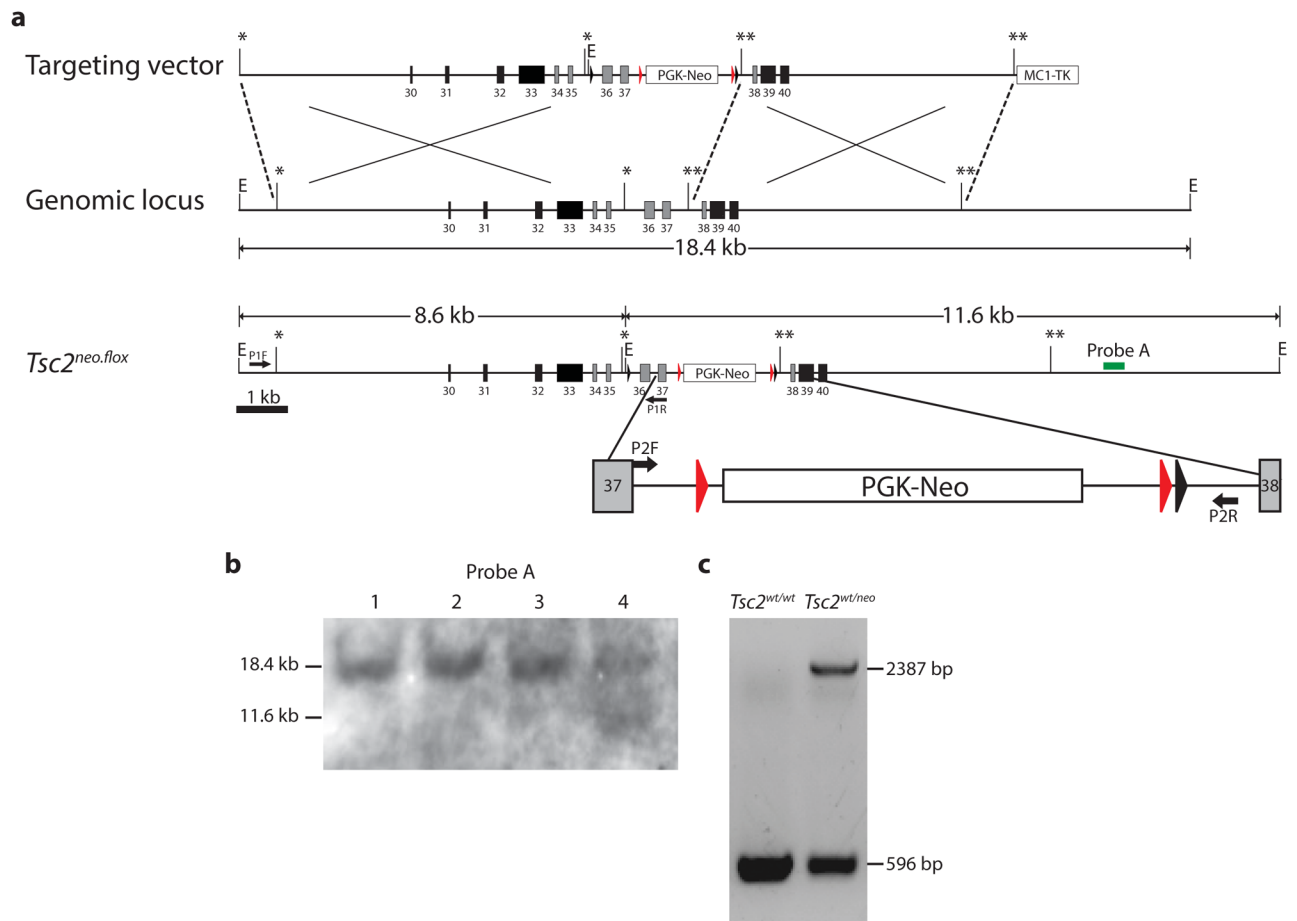 a
* * E ** **
Targeting vector
PGK-Neo MC1-TK
30 31 32 33 34 35 36 37 38 39 40
E * * ** ** E
Genomic locus
30 31 32 33 34 35 36 37 38 39 40
18.4 kb
8.6 kb 11.6 kb
* * ** **
E P1F E Probe A E
Tsc2neo.flox
PGK-Neo
30 31 32 33 34 35 36 37 38 39 40
1 kb P1R
P2F
37 PGK-Neo 38
P2R
b
Probe A
1 2 3 4
18.4 kb
11.6 kb
c
Tsc2wt/wt Tsc2wt/neo
2387 bp
596 bp